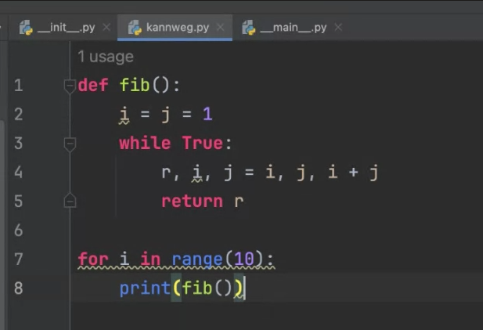 __init__.py × kannweg.py × __main__.py ×
1 usage
1 def fib():
2     i = j = 1
3     while True:
4         r, i, j = i, j, i + j
5         return r
6
7 for i in range(10):
8     print(fib())